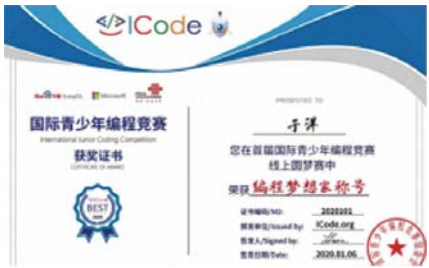 ICode
Microsoft
国际青少年编程竞赛
International Junior Coding Competition
获奖证书
CERTIFICATE OF AWARD
BEST
PRESENTED TO
于洋
您在首届国际青少年编程竞赛
线上圆梦赛中
荣获 编程梦想家称号
证书编号/NO: 2020101
颁发单位/Issued by: ICode.org
签发人/Signed by:
签发日期/Date: 2020.01.06